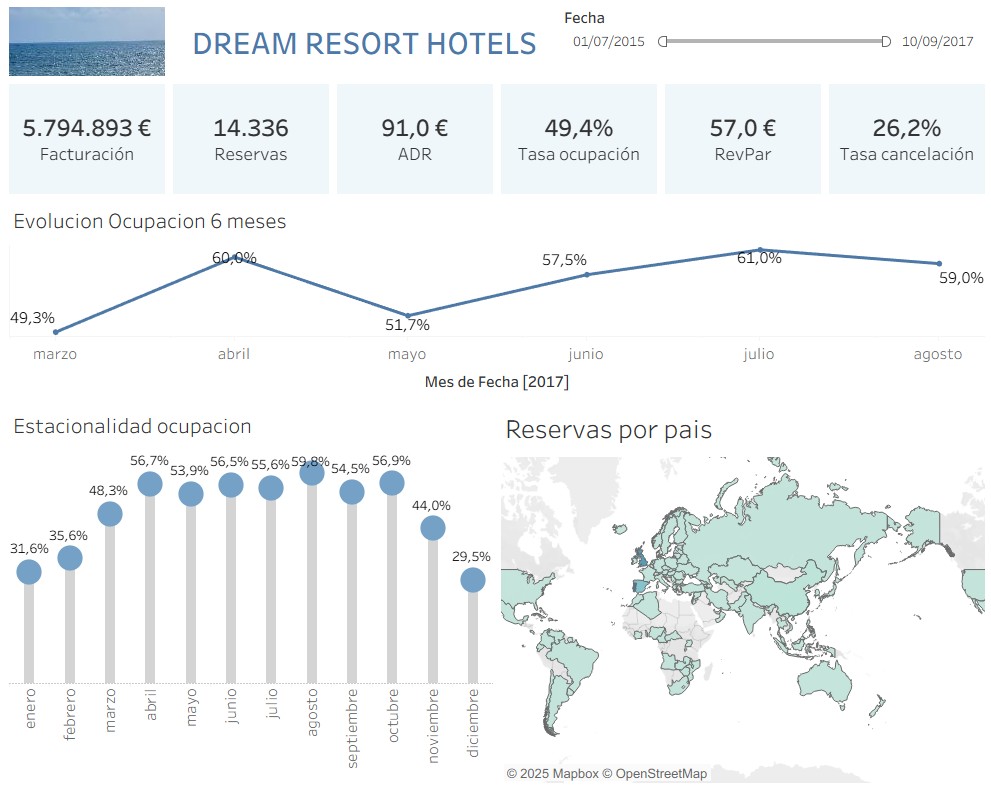 DREAM RESORT HOTELS
Fecha
01/07/2015 10/09/2017
5.794.893 € 14.336 91,0 € 49,4% 57,0 € 26,2%
Facturación Reservas ADR Tasa ocupación RevPar Tasa cancelación
Evolucion Ocupacion 6 meses
49,3% 60,0% 51,7% 57,5% 61,0% 59,0%
marzo abril mayo junio julio agosto
Mes de Fecha [2017]
Estacionalidad ocupacion
31,6% 35,6% 48,3% 56,7% 53,9% 56,5% 55,6% 59,8% 54,5% 56,9% 44,0% 29,5%
enero febrero marzo abril mayo junio julio agosto septiembre octubre noviembre diciembre
Reservas por pais
© 2025 Mapbox © OpenStreetMap